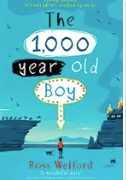 The
1,000
year old
Boy
Ross Welford